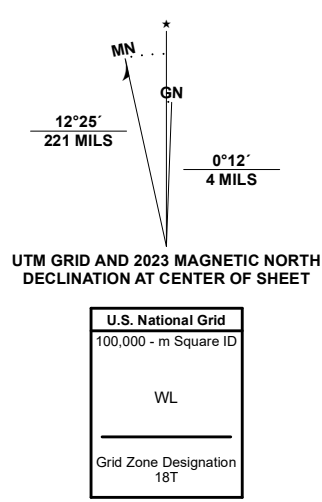 ★
MN
GN
12°25´
221 MILS
0°12´
4 MILS
UTM GRID AND 2023 MAGNETIC NORTH
DECLINATION AT CENTER OF SHEET
U.S. National Grid
100,000 - m Square ID
WL
Grid Zone Designation
18T